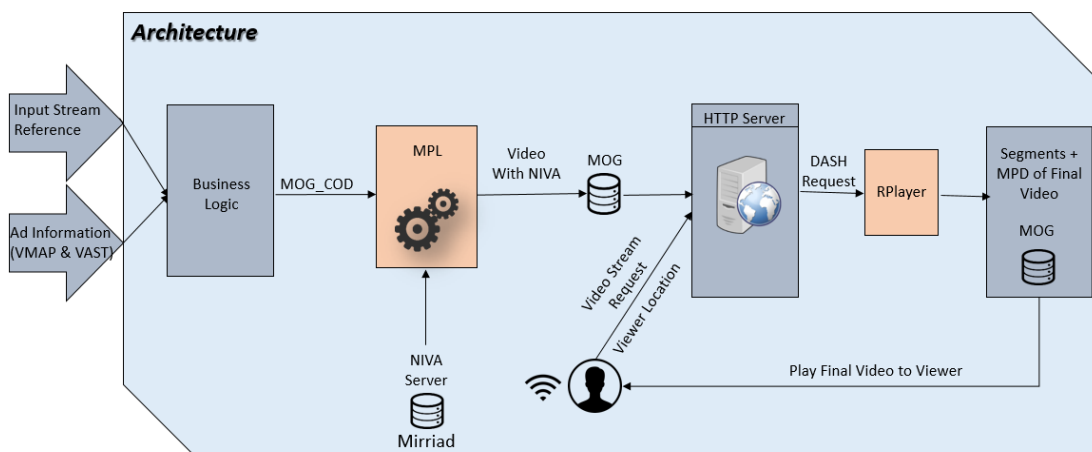 Architecture
Input Stream
Reference
Ad Information
(VMAP & VAST)
Business
Logic
MOG_COD
MPL
Video
With NIVA
MOG
HTTP Server
DASH
Request
RPlayer
Segments +
MPD of Final
Video
MOG
Video Stream
Request
Viewer Location
NIVA
Server
Mirriad
Play Final Video to Viewer